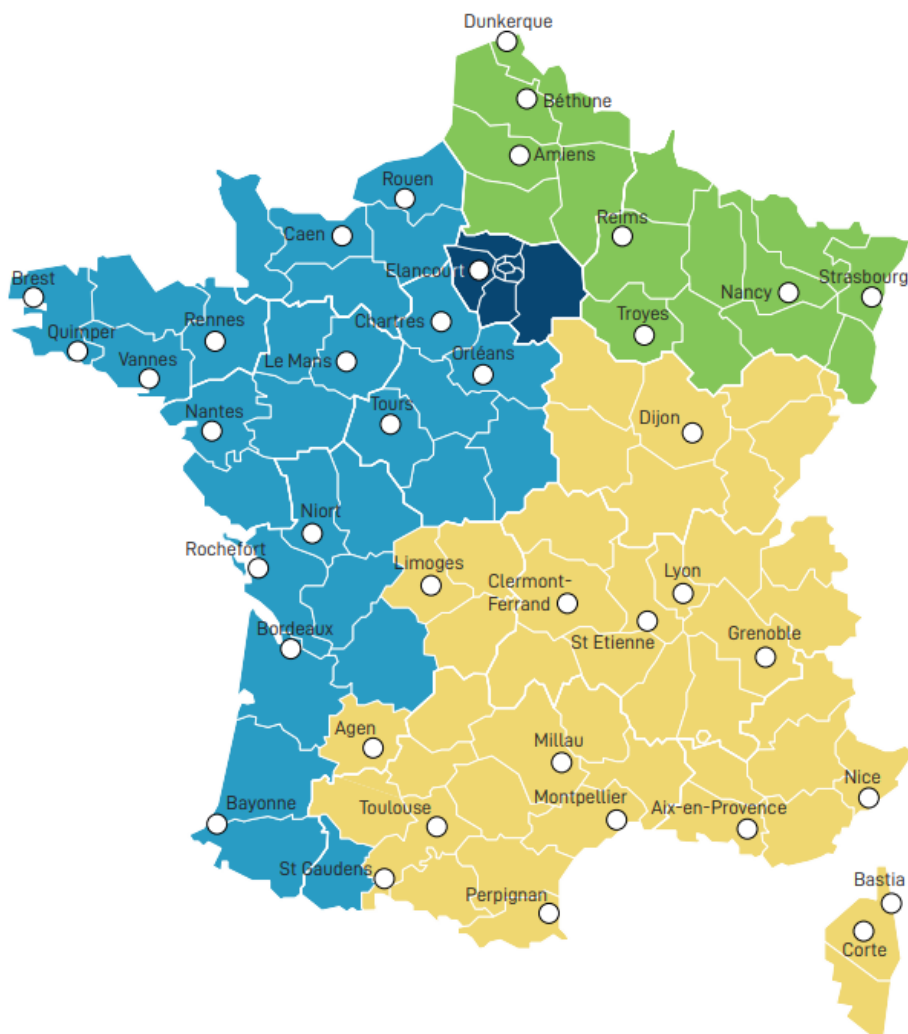 Dunkerque
Béthune
Amiens
Rouen
Reims
Caen
Elancourt
Brest
Strasbourg
Nancy
Rennes
Chartres
Troyes
Quimper
Vannes
Le Mans
Orléans
Nantes
Tours
Dijon
Niort
Rochefort
Limoges
Clermont-
Ferrand
Lyon
St Etienne
Grenoble
Bordeaux
Agen
Millau
Nice
Bayonne
Toulouse
Montpellier
Aix-en-Provence
St Gaudens
Perpignan
Bastia
Corte